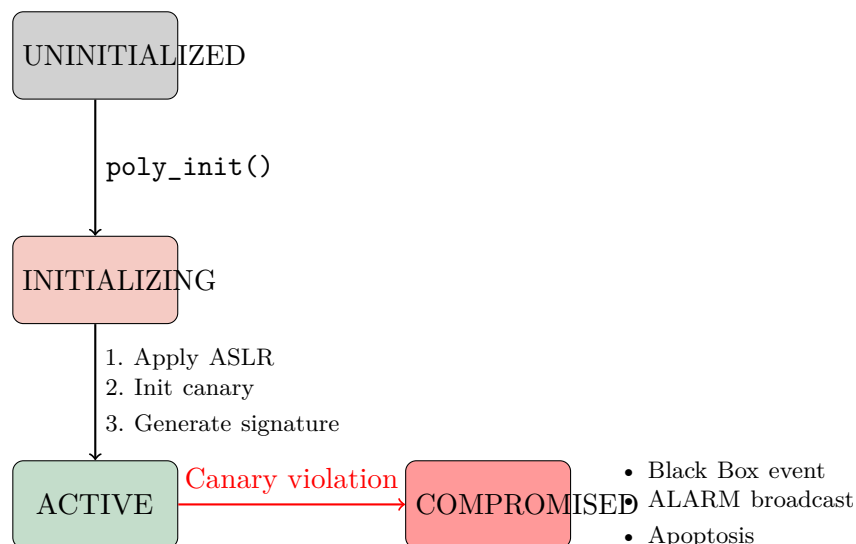 UNINITIALIZED
poly_init()
INITIALIZING
1. Apply ASLR
2. Init canary
3. Generate signature
ACTIVE
Canary violation
COMPROMISED
• Black Box event
• ALARM broadcast
• Apoptosis